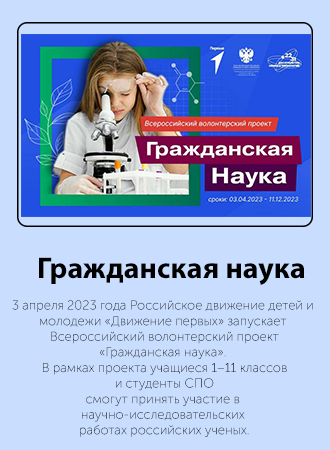 Первые
Всероссийский волонтерский проект
Гражданская
Наука
сроки: 03.04.2023 - 11.12.2023
Гражданская наука
3 апреля 2023 года Российское движение детей и
молодежи «Движение первых» запускает
Всероссийский волонтерский проект
«Гражданская наука».
В рамках проекта учащиеся 1–11 классов
и студенты СПО
смогут принять участие в
научно-исследовательских
работах российских ученых.